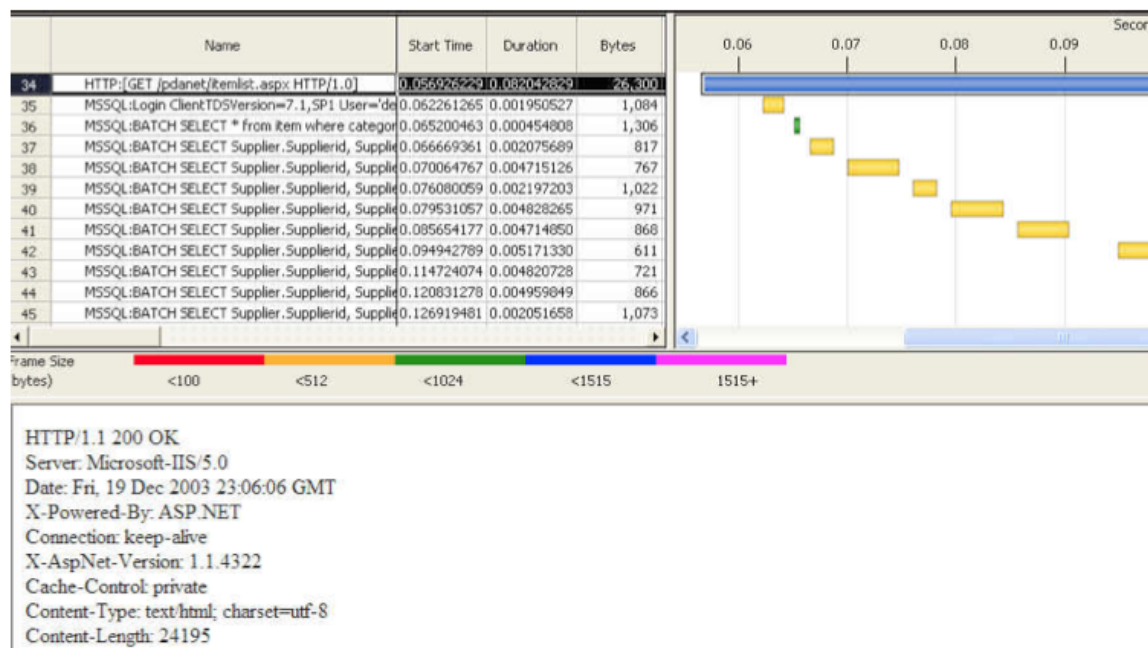 Name Start Time Duration Bytes
Secon
0.06 0.07 0.08 0.09
34 HTTP:[GET /pdanet/itemlist.aspx HTTP/1.0] 0.056926229 0.082042829 26,300
35 MSSQL:Login ClientTDSVersion=7.1,SP1 User='de 0.062261265 0.001950527 1,084
36 MSSQL:BATCH SELECT * from item where categor 0.065200463 0.000454808 1,306
37 MSSQL:BATCH SELECT Supplier.Supplierid, Supplie 0.066669361 0.002075689 817
38 MSSQL:BATCH SELECT Supplier.Supplierid, Supplie 0.070064767 0.004715126 767
39 MSSQL:BATCH SELECT Supplier.Supplierid, Supplie 0.076080059 0.002197203 1,022
40 MSSQL:BATCH SELECT Supplier.Supplierid, Supplie 0.079531057 0.004828265 971
41 MSSQL:BATCH SELECT Supplier.Supplierid, Supplie 0.085654177 0.004714850 868
42 MSSQL:BATCH SELECT Supplier.Supplierid, Supplie 0.094942789 0.005171330 611
43 MSSQL:BATCH SELECT Supplier.Supplierid, Supplie 0.114724074 0.004820728 721
44 MSSQL:BATCH SELECT Supplier.Supplierid, Supplie 0.120831278 0.004959849 866
45 MSSQL:BATCH SELECT Supplier.Supplierid, Supplie 0.126919481 0.002051658 1,073
Frame Size
bytes) <100 <512 <1024 <1515 1515+
HTTP/1.1 200 OK
Server: Microsoft-IIS/5.0
Date: Fri, 19 Dec 2003 23:06:06 GMT
X-Powered-By: ASP.NET
Connection: keep-alive
X-AspNet-Version: 1.1.4322
Cache-Control: private
Content-Type: text/html; charset=utf-8
Content-Length: 24195